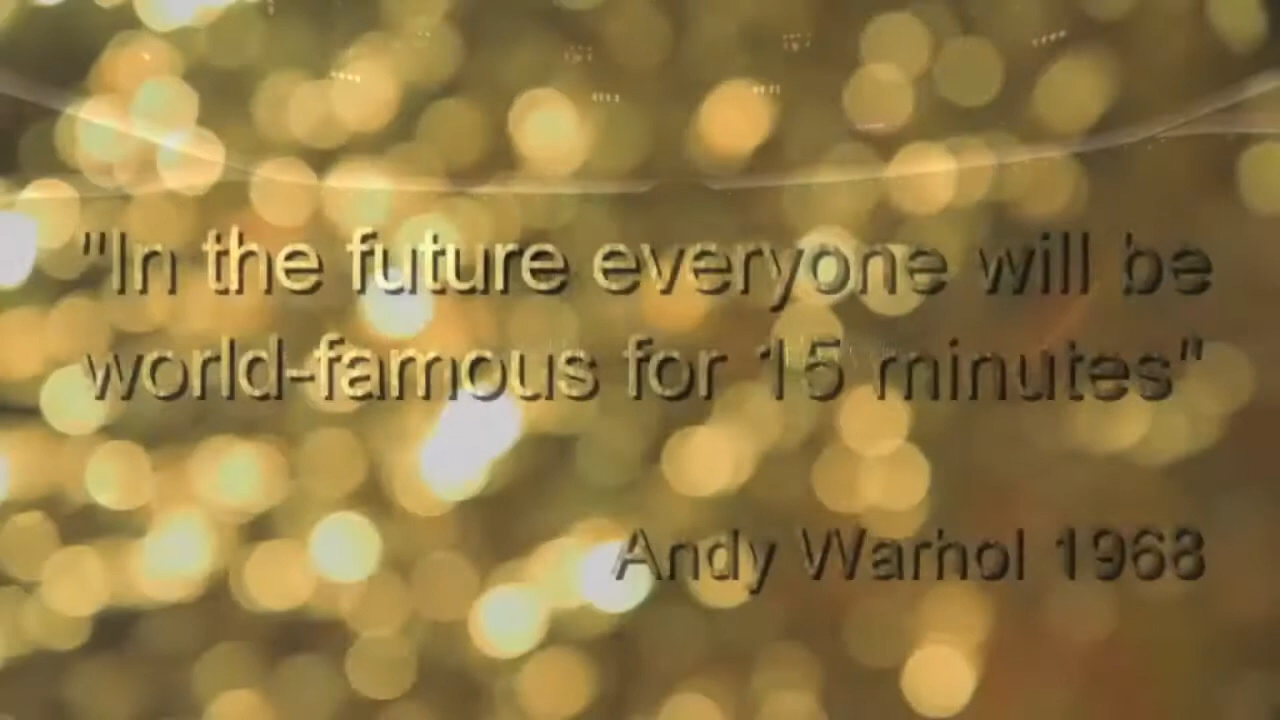 "In the future everyone will be
world-famous for 15 minutes"
Andy Warhol 1968